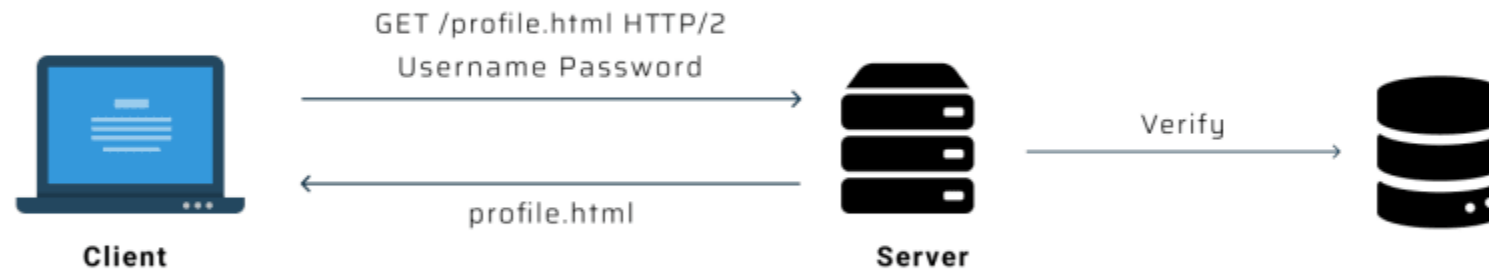 GET /profile.html HTTP/2
Username Password
Verify
profile.html
Client
Server